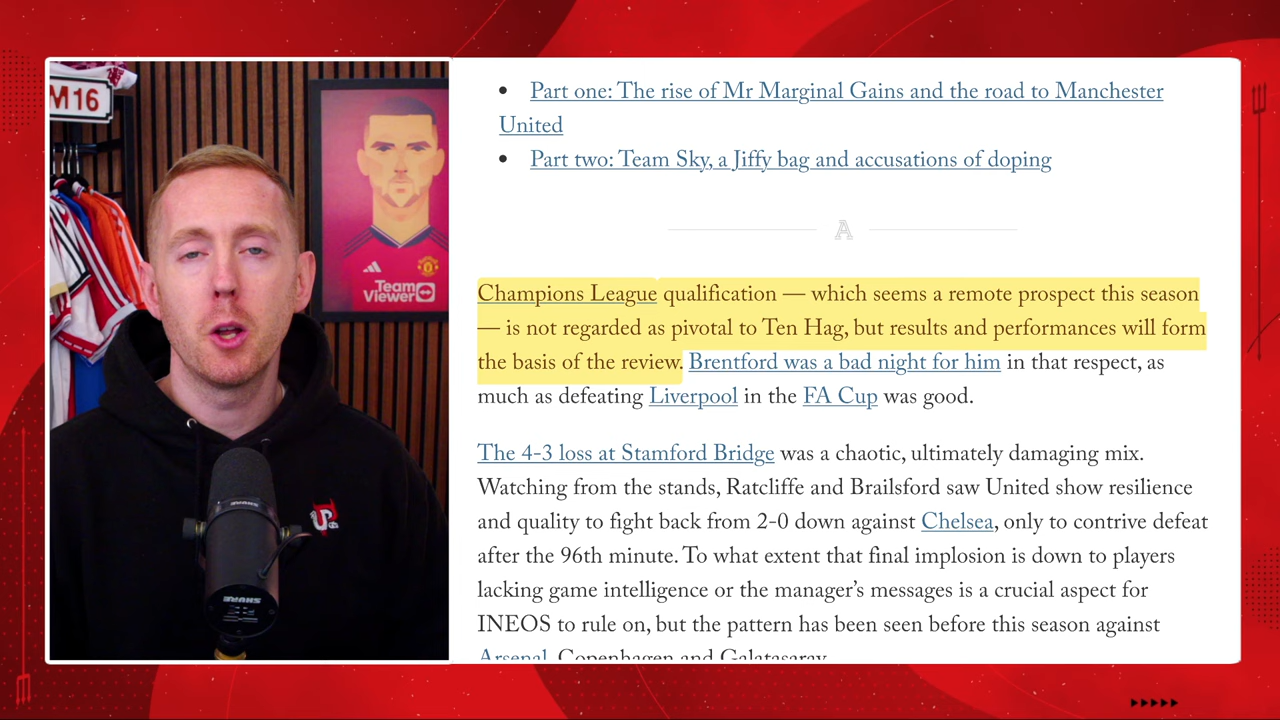 M16
Team
Viewer
SHURE
Part one: The rise of Mr Marginal Gains and the road to Manchester
United
Part two: Team Sky, a Jiffy bag and accusations of doping
A
Champions League qualification — which seems a remote prospect this season
— is not regarded as pivotal to Ten Hag, but results and performances will form
the basis of the review. Brentford was a bad night for him in that respect, as
much as defeating Liverpool in the FA Cup was good.
The 4-3 loss at Stamford Bridge was a chaotic, ultimately damaging mix.
Watching from the stands, Ratcliffe and Brailsford saw United show resilience
and quality to fight back from 2-0 down against Chelsea, only to contrive defeat
after the 96th minute. To what extent that final implosion is down to players
lacking game intelligence or the manager’s messages is a crucial aspect for
INEOS to rule on, but the pattern has been seen before this season against
Arsenal, Copenhagen and Galatasaray.